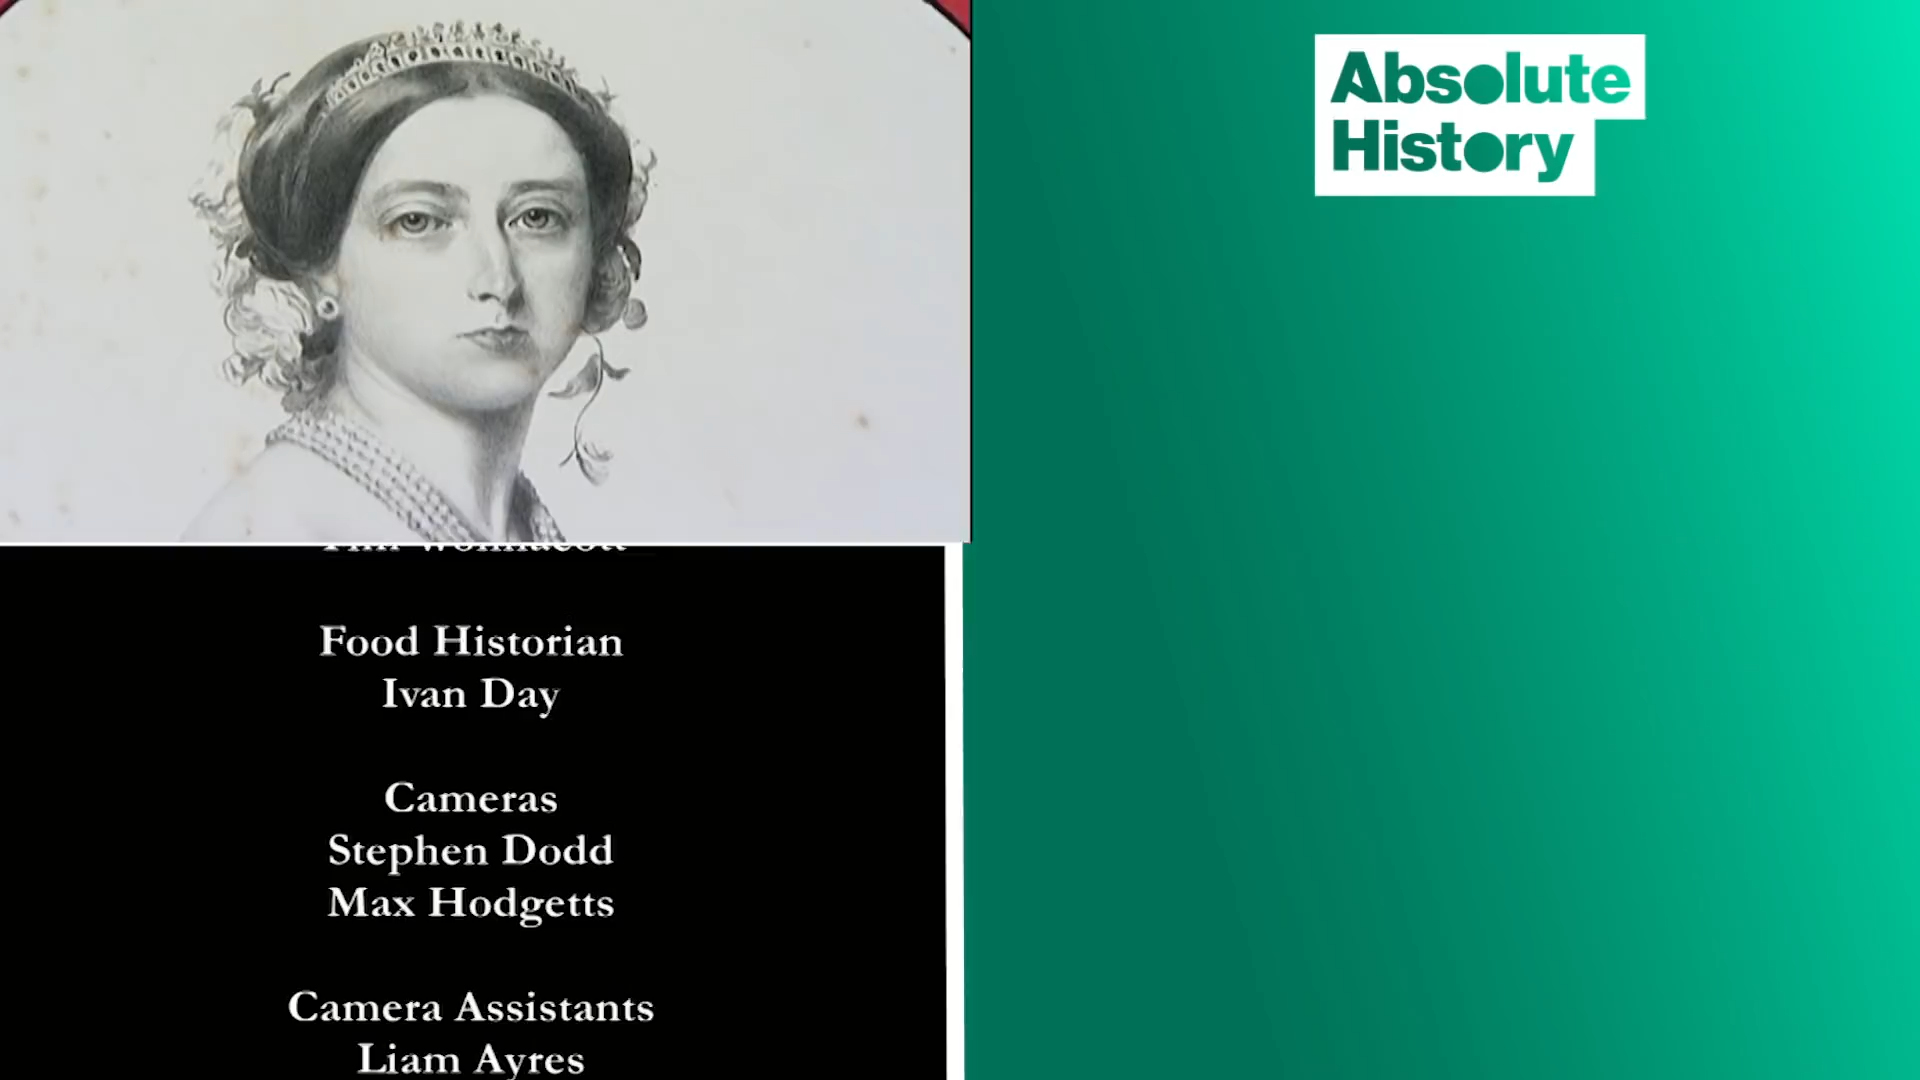 Absolute
History
Food Historian
Ivan Day
Cameras
Stephen Dodd
Max Hodgetts
Camera Assistants
Liam Ayres